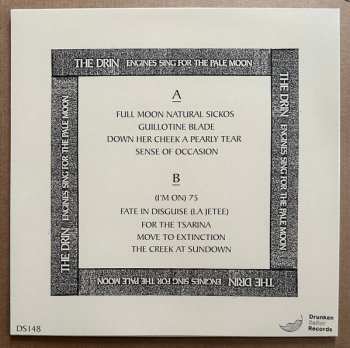 THE DRIN ENGINES SING FOR THE PALE MOON
THE DRIN ENGINES SING FOR THE PALE MOON
THE DRIN ENGINES SING FOR THE PALE MOON
THE DRIN ENGINES SING FOR THE PALE MOON
A
FULL MOON NATURAL SICKOS
GUILLOTINE BLADE
DOWN HER CHEEK A PEARLY TEAR
SENSE OF OCCASION
B
(I'M ON) 75
FATE IN DISGUISE (LA JETEE)
FOR THE TSARINA
MOVE TO EXTINCTION
THE CREEK AT SUNDOWN
DS148
Drunken
Sailor
Records